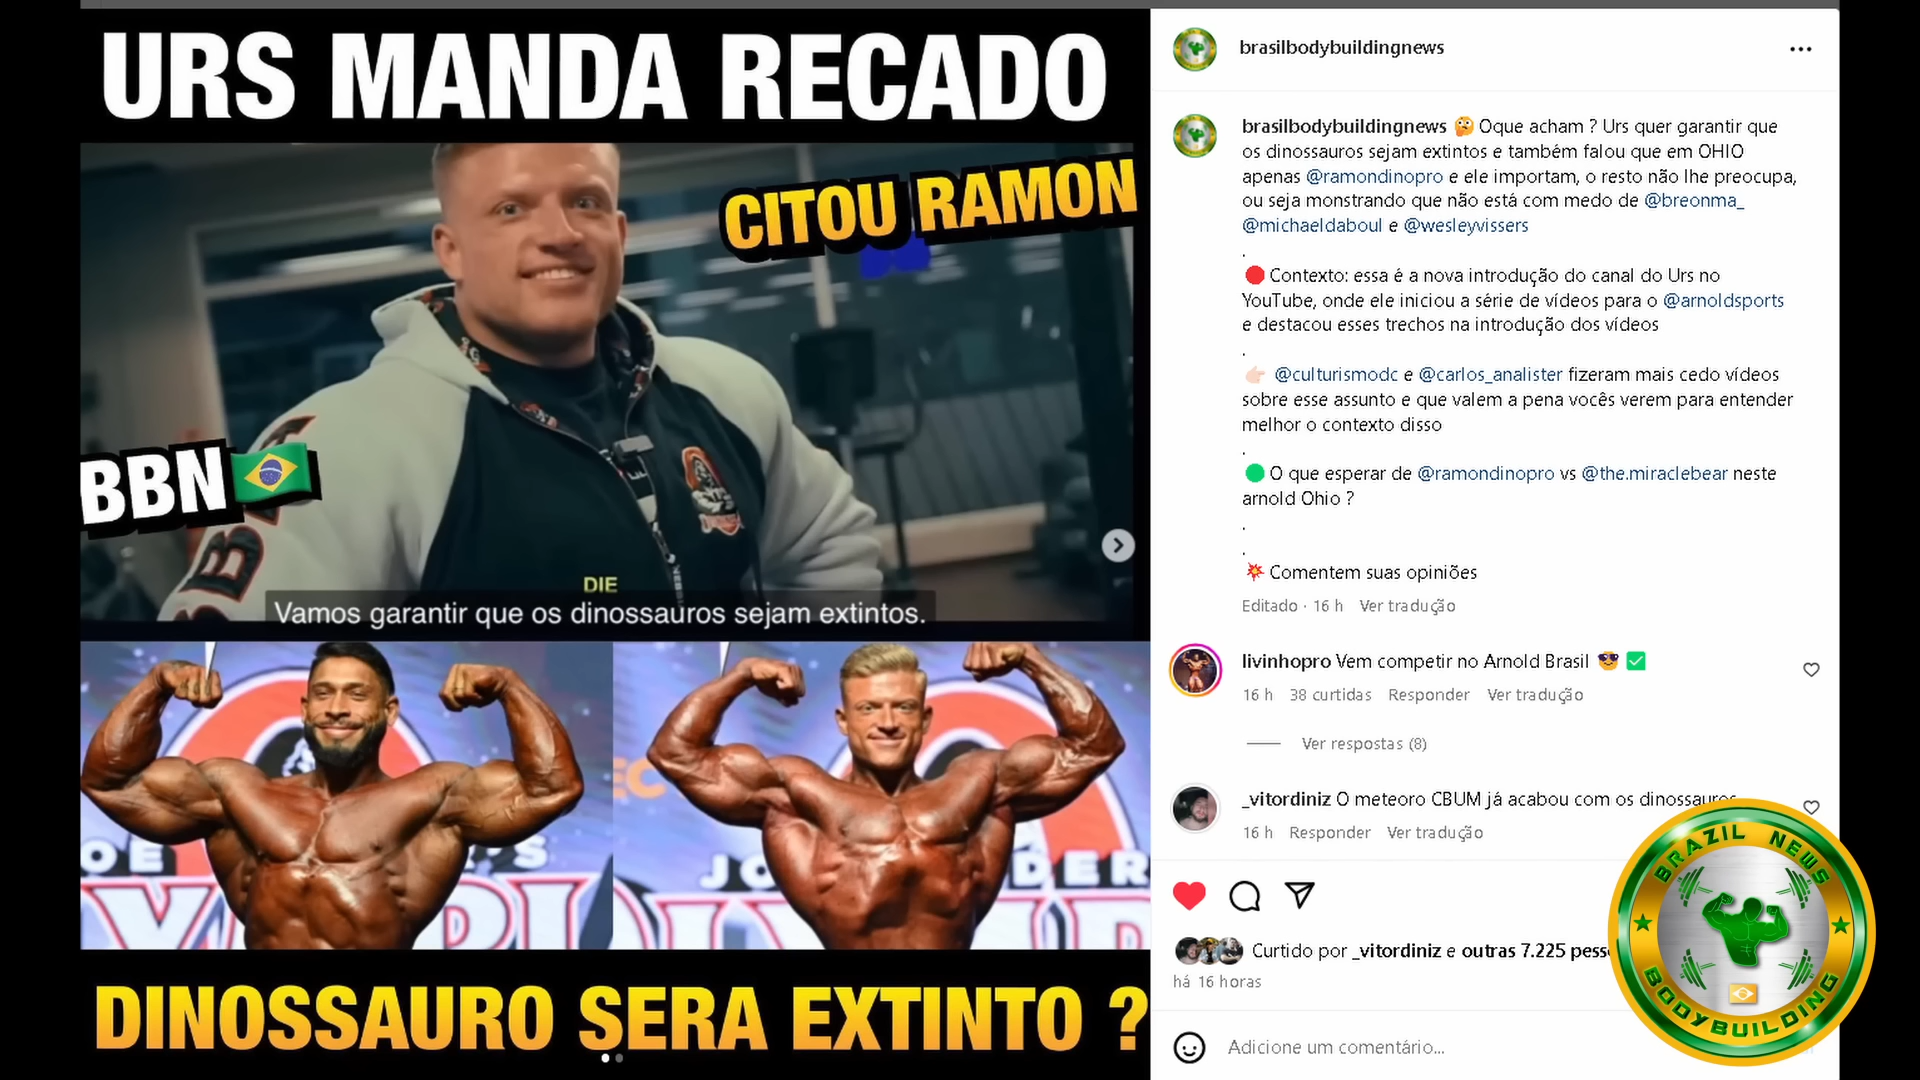 URS MANDA RECADO
CITOU RAMON
BBN
DIE
Vamos garantir que os dinossauros sejam extintos.
DINOSSAURO SERA EXTINTO ?
brasilbodybuildingnews
brasilbodybuildingnews 🤔 Oque acham ? Urs quer garantir que
os dinossauros sejam extintos e também falou que em OHIO
apenas @ramondinopro e ele importam, o resto não lhe preocupa,
ou seja monstrando que não está com medo de @breonma_
@michaeldaboul e @wesleyvissers
.
🔴 Contexto: essa é a nova introdução do canal do Urs no
YouTube, onde ele iniciou a série de vídeos para o @arnoldsports
e destacou esses trechos na introdução dos vídeos
.
👉🏻 @culturismodc e @carlos_analister fizeram mais cedo vídeos
sobre esse assunto e que valem a pena vocês verem para entender
melhor o contexto disso
.
🟢 O que esperar de @ramondinopro vs @the.miraclebear neste
arnold Ohio ?
.
.
💥 Comentem suas opiniões
Editado · 16 h Ver tradução
livinhopro Vem competir no Arnold Brasil 😎 ✅
16 h 38 curtidas Responder Ver tradução
Ver respostas (8)
_vitordiniz O meteoro CBUM já acabou com os dinossauros
16 h Responder Ver tradução
Curtido por _vitordiniz e outras 7.225
há 16 horas
Adicione um comentário...
BRAZIL NEWS
BODYBUILDING